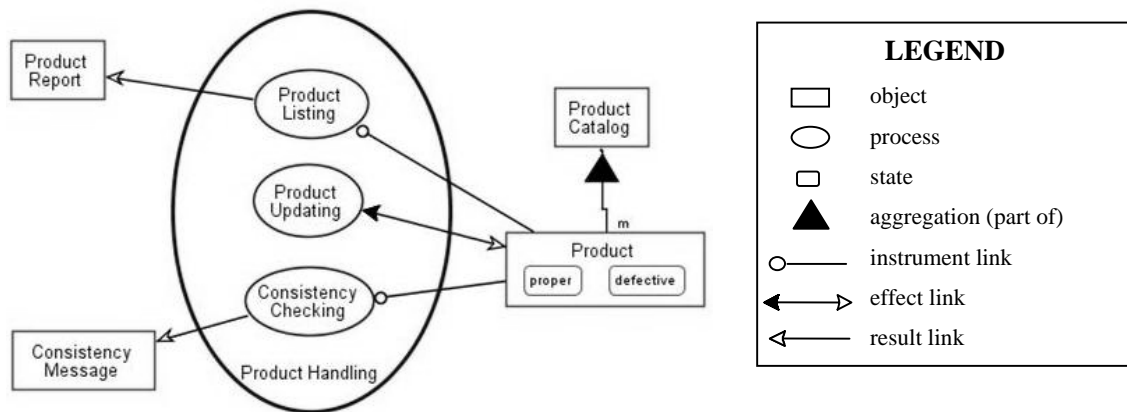 Product
Report
Product
Listing
Product
Updating
Consistency
Checking
Consistency
Message
Product Handling
Product
Catalog
m
Product
proper
defective
LEGEND
object
process
state
aggregation (part of)
instrument link
effect link
result link